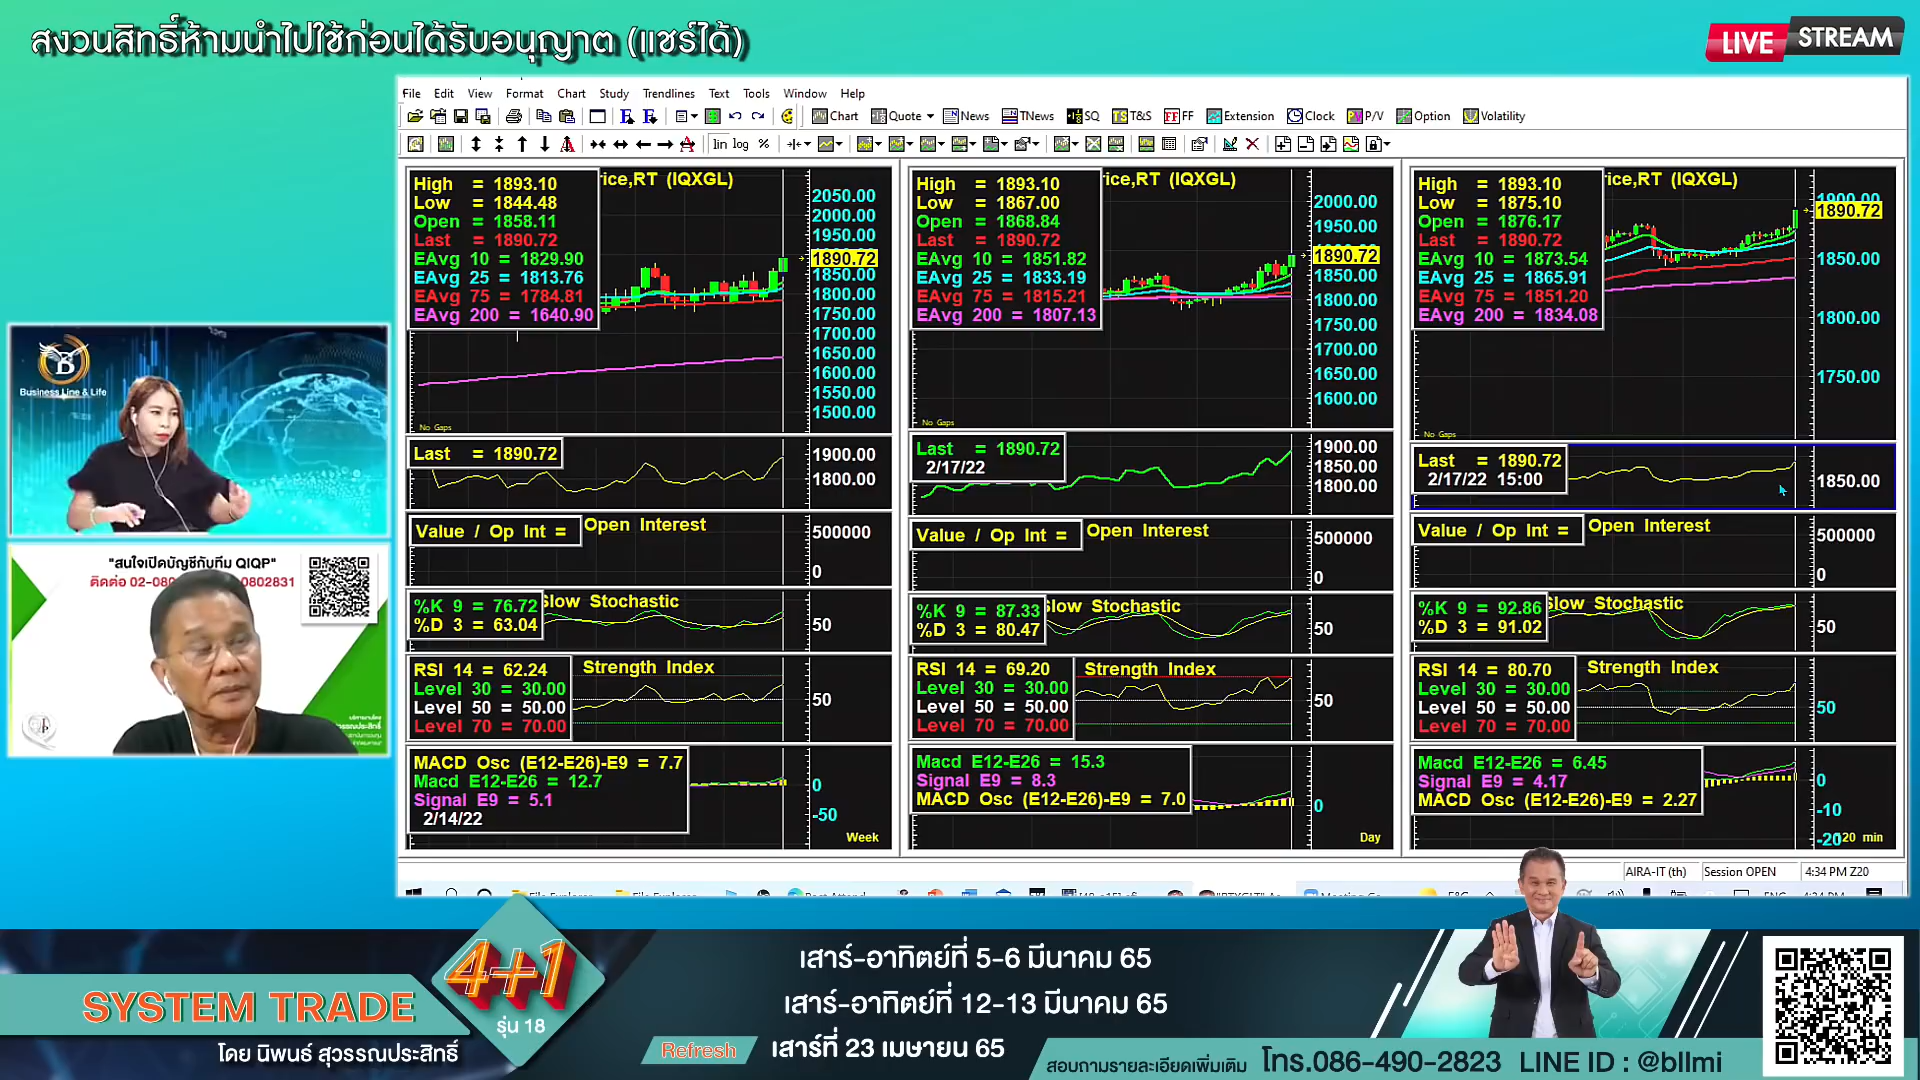 สงวนสิทธิ์ห้ามนำไปใช้ก่อนได้รับอนุญาต (แชร์ได้)
LIVE STREAM
File Edit View Format Chart Study Trendlines Text Tools Window Help
Chart Quote News TNews SQ T&S FF Extension Clock P/V Option Volatility
lin log %
High = 1893.10
Low = 1844.48
Open = 1858.11
Last = 1890.72
EAvg 10 = 1829.90
EAvg 25 = 1813.76
EAvg 75 = 1784.81
EAvg 200 = 1640.90
rice,RT (IQXGL)
2050.00
2000.00
1950.00
1890.72
1850.00
1800.00
1750.00
1700.00
1650.00
1600.00
1550.00
1500.00
No Gaps
Last = 1890.72
1900.00
1800.00
Value / Op Int =
Open Interest
500000
0
%K 9 = 76.72
%D 3 = 63.04
Slow Stochastic
50
RSI 14 = 62.24
Level 30 = 30.00
Level 50 = 50.00
Level 70 = 70.00
Strength Index
50
MACD Osc (E12-E26)-E9 = 7.7
Macd E12-E26 = 12.7
Signal E9 = 5.1
2/14/22
0
-50
Week
High = 1893.10
Low = 1867.00
Open = 1868.84
Last = 1890.72
EAvg 10 = 1851.82
EAvg 25 = 1833.19
EAvg 75 = 1815.21
EAvg 200 = 1807.13
rice,RT (IQXGL)
2000.00
1950.00
1890.72
1850.00
1800.00
1750.00
1700.00
1650.00
1600.00
No Gaps
Last = 1890.72
2/17/22
1900.00
1850.00
1800.00
Value / Op Int =
Open Interest
500000
0
%K 9 = 87.33
%D 3 = 80.47
Slow Stochastic
50
RSI 14 = 69.20
Level 30 = 30.00
Level 50 = 50.00
Level 70 = 70.00
Strength Index
50
Macd E12-E26 = 15.3
Signal E9 = 8.3
MACD Osc (E12-E26)-E9 = 7.0
0
Day
High = 1893.10
Low = 1875.10
Open = 1876.17
Last = 1890.72
EAvg 10 = 1873.54
EAvg 25 = 1865.91
EAvg 75 = 1851.20
EAvg 200 = 1834.08
rice,RT (IQXGL)
1900.00
1890.72
1850.00
1800.00
1750.00
No Gaps
Last = 1890.72
2/17/22 15:00
1850.00
Value / Op Int =
Open Interest
500000
0
%K 9 = 92.86
%D 3 = 91.02
Slow Stochastic
50
RSI 14 = 80.70
Level 30 = 30.00
Level 50 = 50.00
Level 70 = 70.00
Strength Index
50
Macd E12-E26 = 6.45
Signal E9 = 4.17
MACD Osc (E12-E26)-E9 = 2.27
0
-10
-20
120 min
AIRA-IT (th) Session OPEN 4:34 PM Z20
B
Business Line & Life
"สนใจเปิดบัญชีกับทีม QIQP"
ติดต่อ 02-08 0802831
4+1
รุ่น 18
SYSTEM TRADE
โดย นิพนธ์ สุวรรณประสิทธิ์
เสาร์-อาทิตย์ที่ 5-6 มีนาคม 65
เสาร์-อาทิตย์ที่ 12-13 มีนาคม 65
Refresh เสาร์ที่ 23 เมษายน 65
สอบถามรายละเอียดเพิ่มเติม โทร.086-490-2823 LINE ID : @bllmi